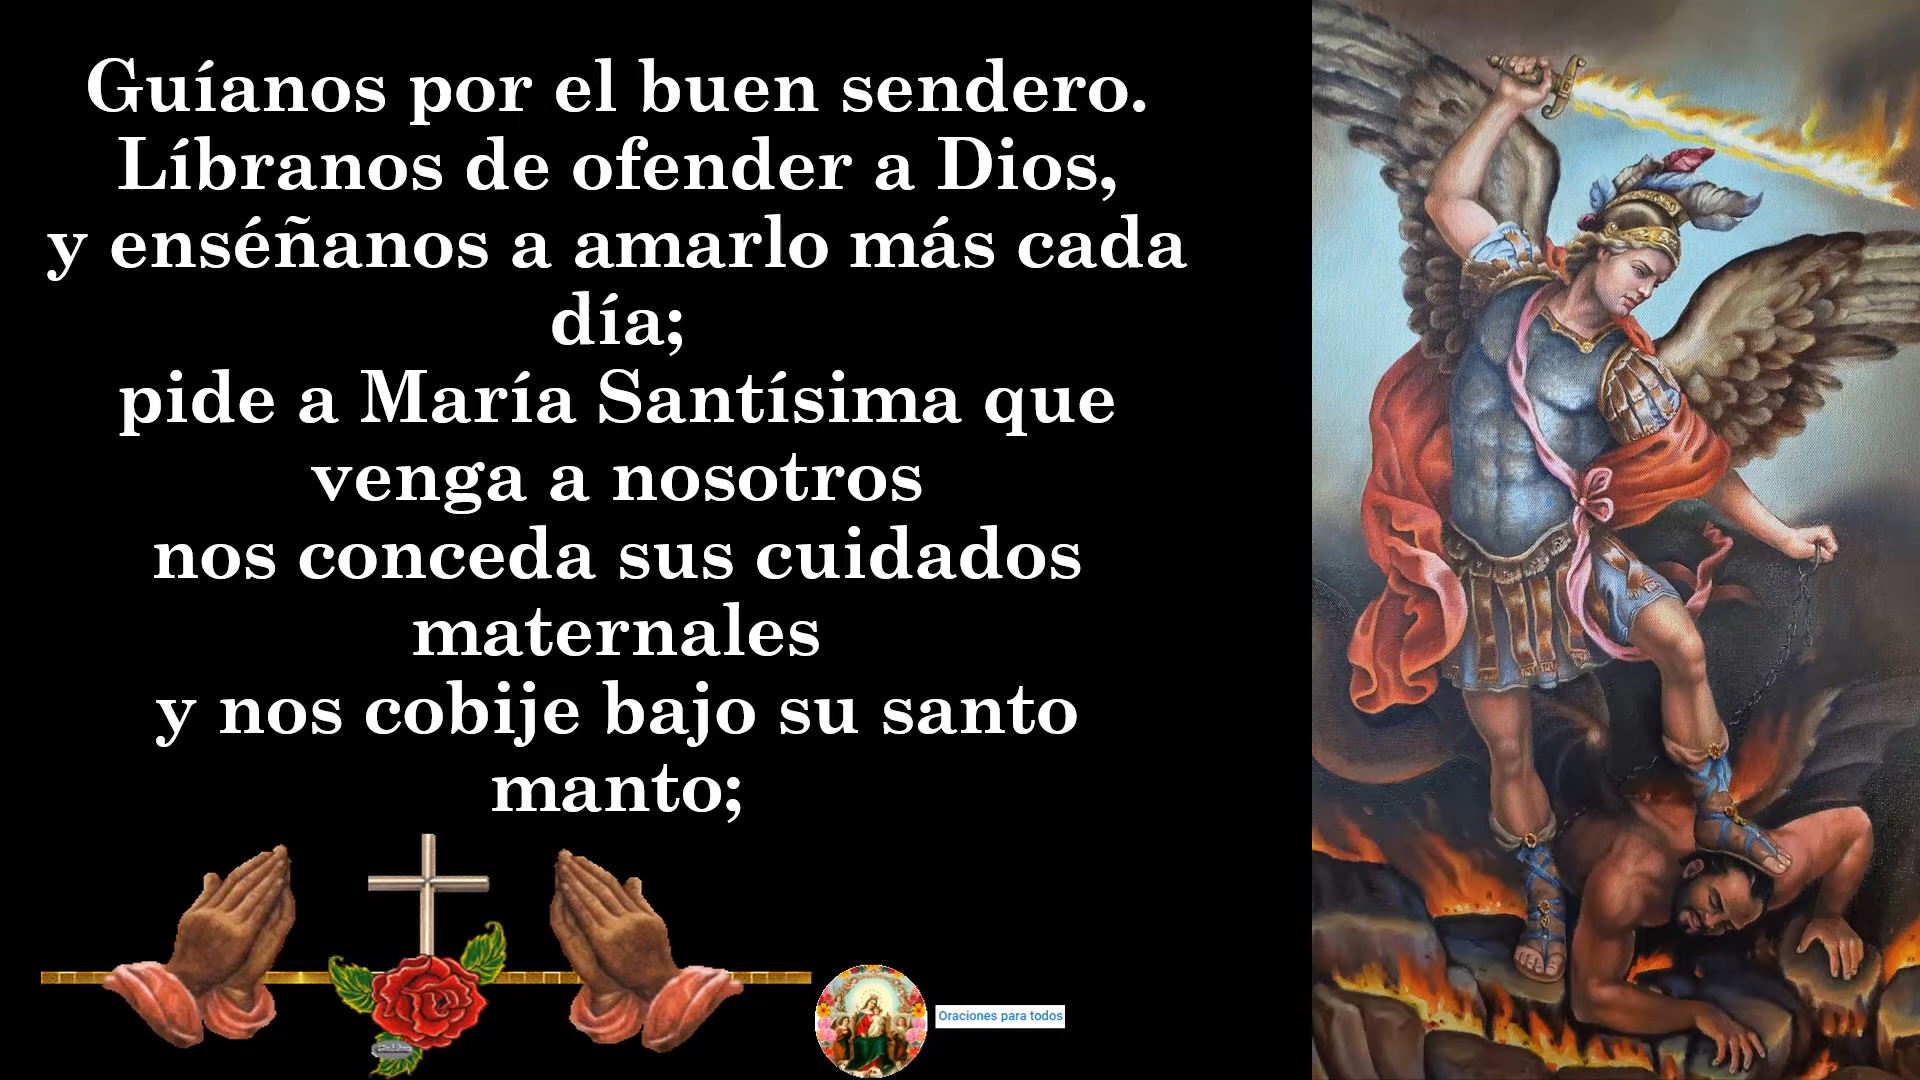 Guíanos por el buen sendero.
Líbranos de ofender a Dios,
y enséñanos a amarlo más cada
día;
pide a María Santísima que
venga a nosotros
nos conceda sus cuidados
maternales
y nos cobije bajo su santo
manto;
Oraciones para todos